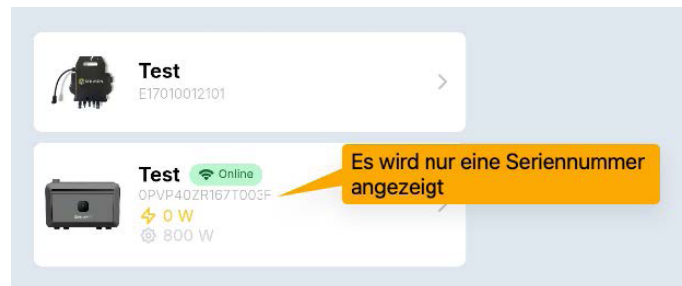 Test
E17010012101
Test Online
0PVP40ZR167T003F
0 W
800 W
Es wird nur eine Seriennummer
angezeigt